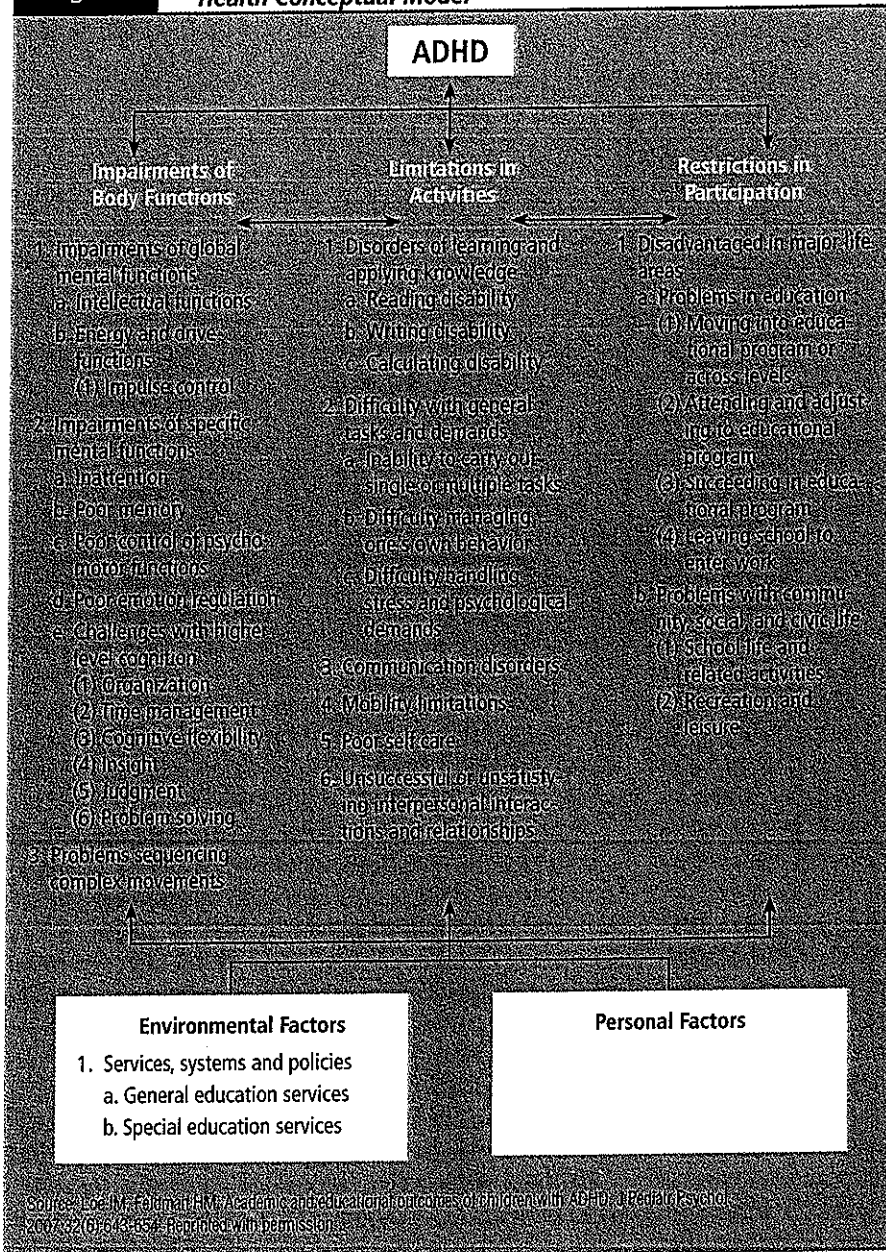 Health Conceptual Model
ADHD
Impairments of
Body Functions
1. Impairments of global
mental functions
a. Intellectual functions
b. Energy and drive
functions
(1) Impulse control
2. Impairments of specific
mental functions
a. Inattention
b. Poor memory
c. Poor control of psycho-
motor functions
d. Poor emotion regulation
e. Challenges with higher
level cognition
(1) Organization
(2) Time management
(3) Cognitive flexibility
(4) Insight
(5) Judgment
(6) Problem solving
3. Problems sequencing
complex movements
Limitations in
Activities
1. Disorders of learning and
applying knowledge
a. Reading disability
b. Writing disability
c. Calculating disability
2. Difficulty with general
tasks and demands
a. Inability to carry out
single or multiple tasks
b. Difficulty managing
one's own behavior
c. Difficulty handling
stress and psychological
demands
3. Communication disorders
4. Mobility limitations
5. Poor self care
6. Unsuccessful or unsatisfy-
ing interpersonal interac-
tions and relationships
Restrictions in
Participation
1. Disadvantaged in major life
areas
a. Problems in education
(1) Moving into educa-
tional program or
across levels
(2) Attending and adjust-
ing to educational
program
(3) Succeeding in educa-
tional program
(4) Leaving school to
enter work
b. Problems with commu-
nity, social, and civic life
(1) School life and
related activities
(2) Recreation and
leisure
Environmental Factors
1. Services, systems and policies
a. General education services
b. Special education services
Personal Factors
Source: Loe IM, Feldman HM. Academic and educational outcomes of children with ADHD. J Pediatr Psychol.
2007;32(6):643-654. Reprinted with permission.